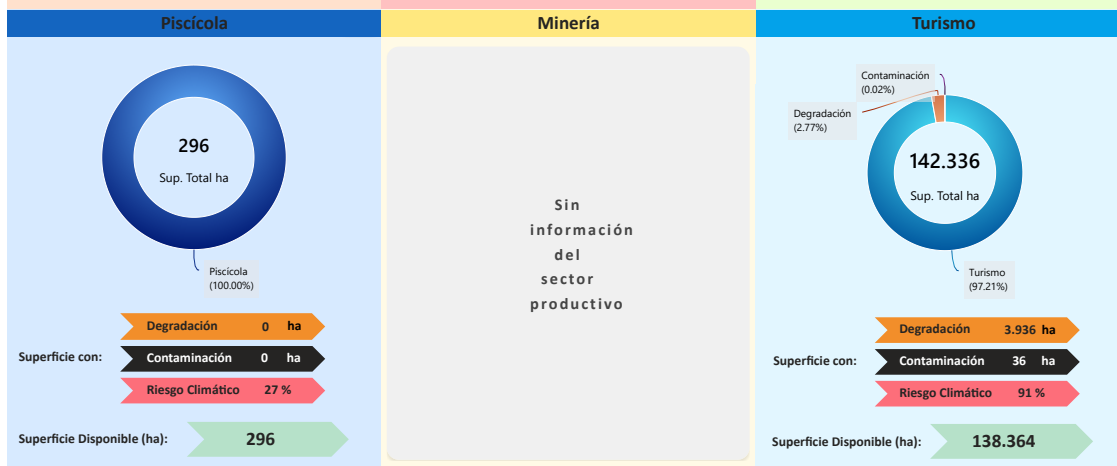 Piscícola
296
Sup. Total ha
Piscícola
(100.00%)
Superficie con:
Degradación 0 ha
Contaminación 0 ha
Riesgo Climático 27 %
Superficie Disponible (ha): 296
Minería
Sin
información
del
sector
productivo
Turismo
Contaminación
(0.02%)
Degradación
(2.77%)
142.336
Sup. Total ha
Turismo
(97.21%)
Superficie con:
Degradación 3.936 ha
Contaminación 36 ha
Riesgo Climático 91 %
Superficie Disponible (ha): 138.364